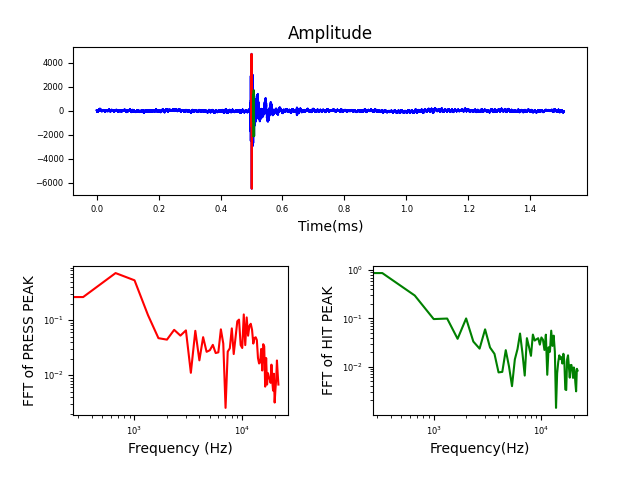 Amplitude
4000
2000
0
−2000
−4000
−6000
0.0 0.2 0.4 0.6 0.8 1.0 1.2 1.4
Time(ms)
FFT of PRESS PEAK
10⁻¹
10⁻²
10³ 10⁴
Frequency (Hz)
FFT of HIT PEAK
10⁰
10⁻¹
10⁻²
10³ 10⁴
Frequency(Hz)